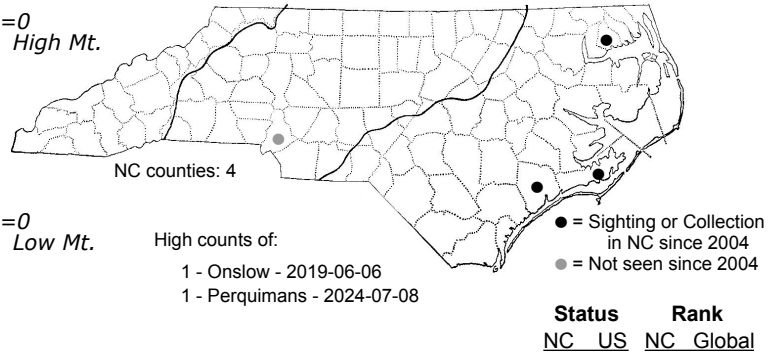 =0
High Mt.
NC counties: 4
=0
Low Mt.
High counts of:
1 - Onslow - 2019-06-06
1 - Perquimans - 2024-07-08
= Sighting or Collection
in NC since 2004
= Not seen since 2004
Status Rank
NC US NC Global